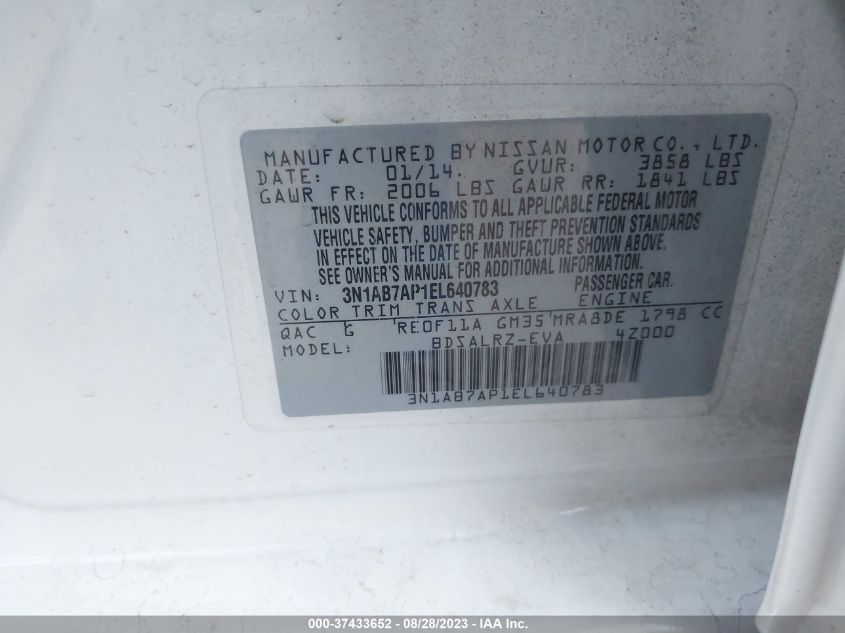 MANUFACTURED BY NISSAN MOTOR CO., LTD.
DATE: 01/14. GVWR: 3858 LBS
GAWR FR: 2006 LBS GAWR RR: 1841 LBS
THIS VEHICLE CONFORMS TO ALL APPLICABLE FEDERAL MOTOR
VEHICLE SAFETY, BUMPER AND THEFT PREVENTION STANDARDS
IN EFFECT ON THE DATE OF MANUFACTURE SHOWN ABOVE.
SEE OWNER'S MANUAL FOR ADDITIONAL INFORMATION.
VIN: 3N1AB7AP1EL640783 PASSENGER CAR.
COLOR TRIM TRANS AXLE ENGINE
QAC G 'RE0F11A GM35'MRA8DE 1798 CC
MODEL: BDSALRZ-EVA 4Z000
3N1AB7AP1EL640783
000-37433652 / 08/28/2023 - IAA Inc.